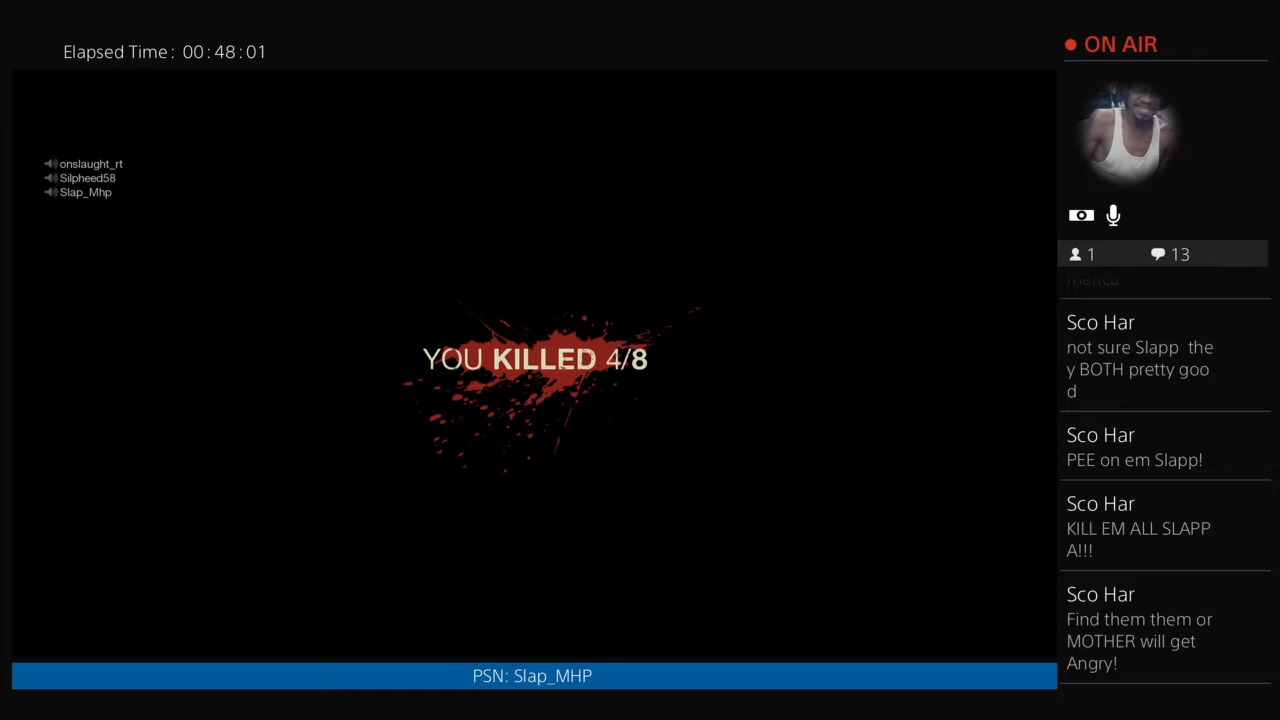 Elapsed Time: 00:48:01
ON AIR
onslaught_rt
Silpheed58
Slap_Mhp
1
13
merica
Sco Har
not sure Slapp the
y BOTH pretty goo
d
Sco Har
PEE on em Slapp!
Sco Har
KILL EM ALL SLAPP
A!!!
Sco Har
Find them them or
MOTHER will get
Angry!
YOU KILLED 4/8
PSN: Slap_MHP